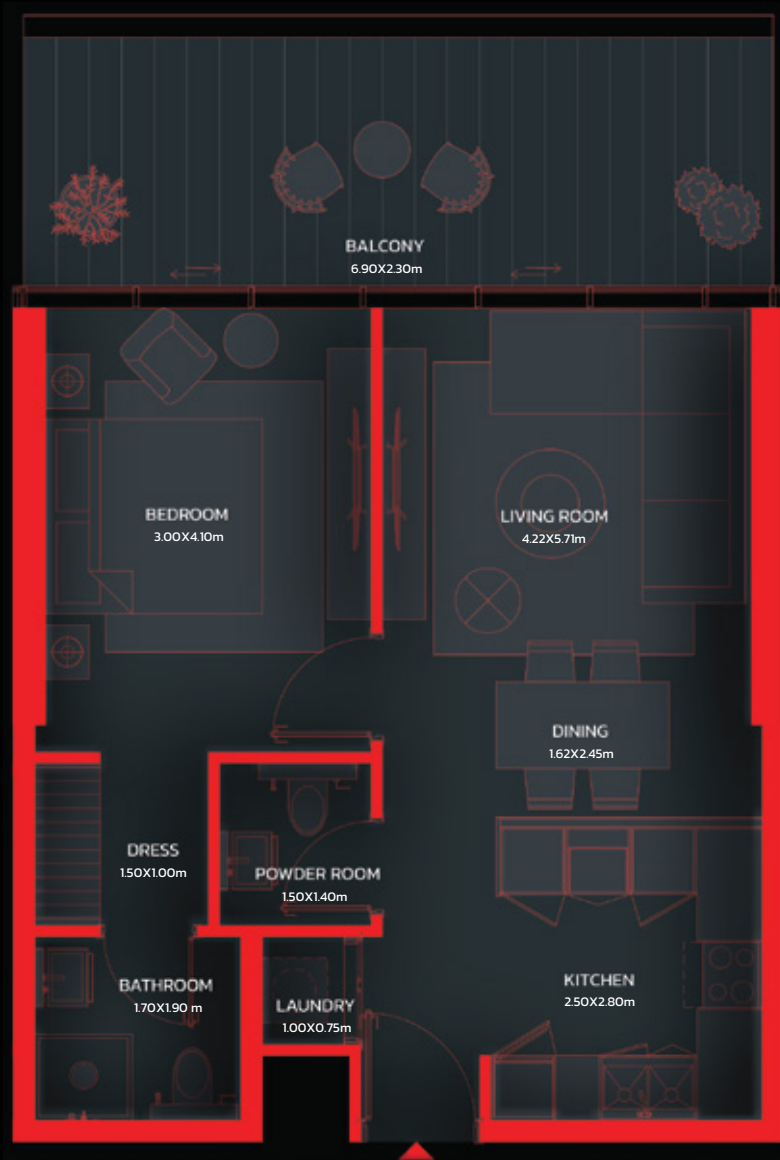 BALCONY
6.90X2.30m
BEDROOM
3.00X4.10m
LIVING ROOM
4.22X5.71m
DINING
1.62X2.45m
DRESS
1.50X1.00m
POWDER ROOM
1.50X1.40m
BATHROOM
1.70X1.90 m
LAUNDRY
1.00X0.75m
KITCHEN
2.50X2.80m